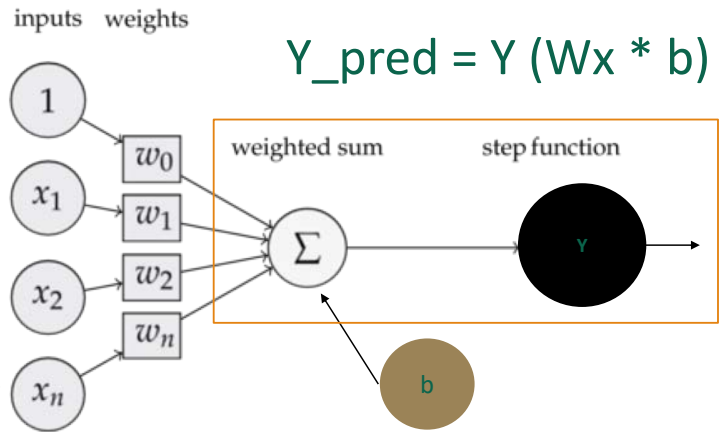 inputs weights
Y_pred = Y (Wx * b)
1
w₀
weighted sum
step function
x₁
w₁
Σ
Y
x₂
w₂
wₙ
xₙ
b